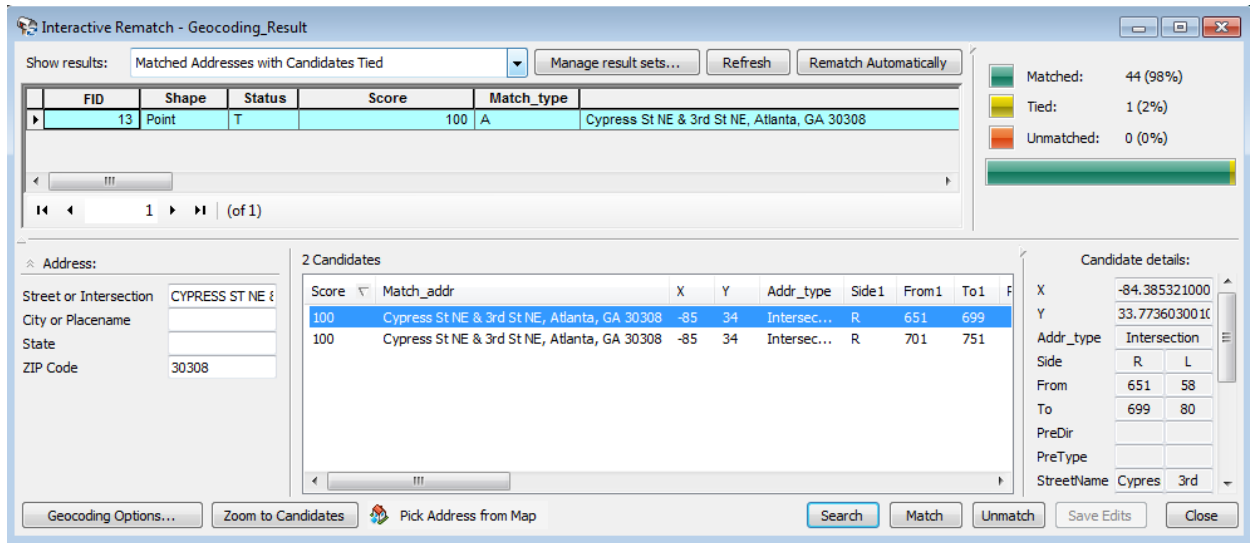 Interactive Rematch - Geocoding_Result
Show results: Matched Addresses with Candidates Tied Manage result sets... Refresh Rematch Automatically
FID Shape Status Score Match_type
13 Point T 100 A Cypress St NE & 3rd St NE, Atlanta, GA 30308
1 (of 1)
Matched: 44 (98%)
Tied: 1 (2%)
Unmatched: 0 (0%)
Address:
Street or Intersection CYPRESS ST NE &
City or Placename
State
ZIP Code 30308
2 Candidates
Score Match_addr X Y Addr_type Side1 From1 To1 F
100 Cypress St NE & 3rd St NE, Atlanta, GA 30308 -85 34 Intersec... R 651 699
100 Cypress St NE & 3rd St NE, Atlanta, GA 30308 -85 34 Intersec... R 701 751
Candidate details:
X -84.385321000
Y 33.7736030010
Addr_type Intersection
Side R L
From 651 58
To 699 80
PreDir
PreType
StreetName Cypres 3rd
Geocoding Options... Zoom to Candidates Pick Address from Map Search Match Unmatch Save Edits Close